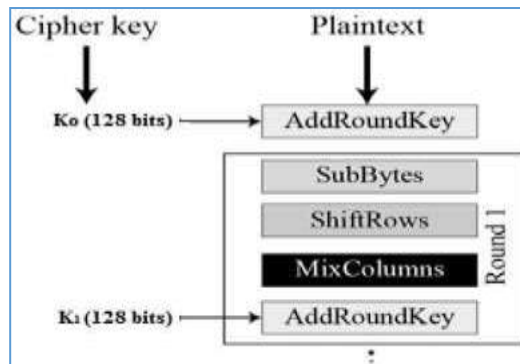 Cipher key
Plaintext
K₀ (128 bits)
AddRoundKey
SubBytes
ShiftRows
MixColumns
K₁ (128 bits)
AddRoundKey
Round 1